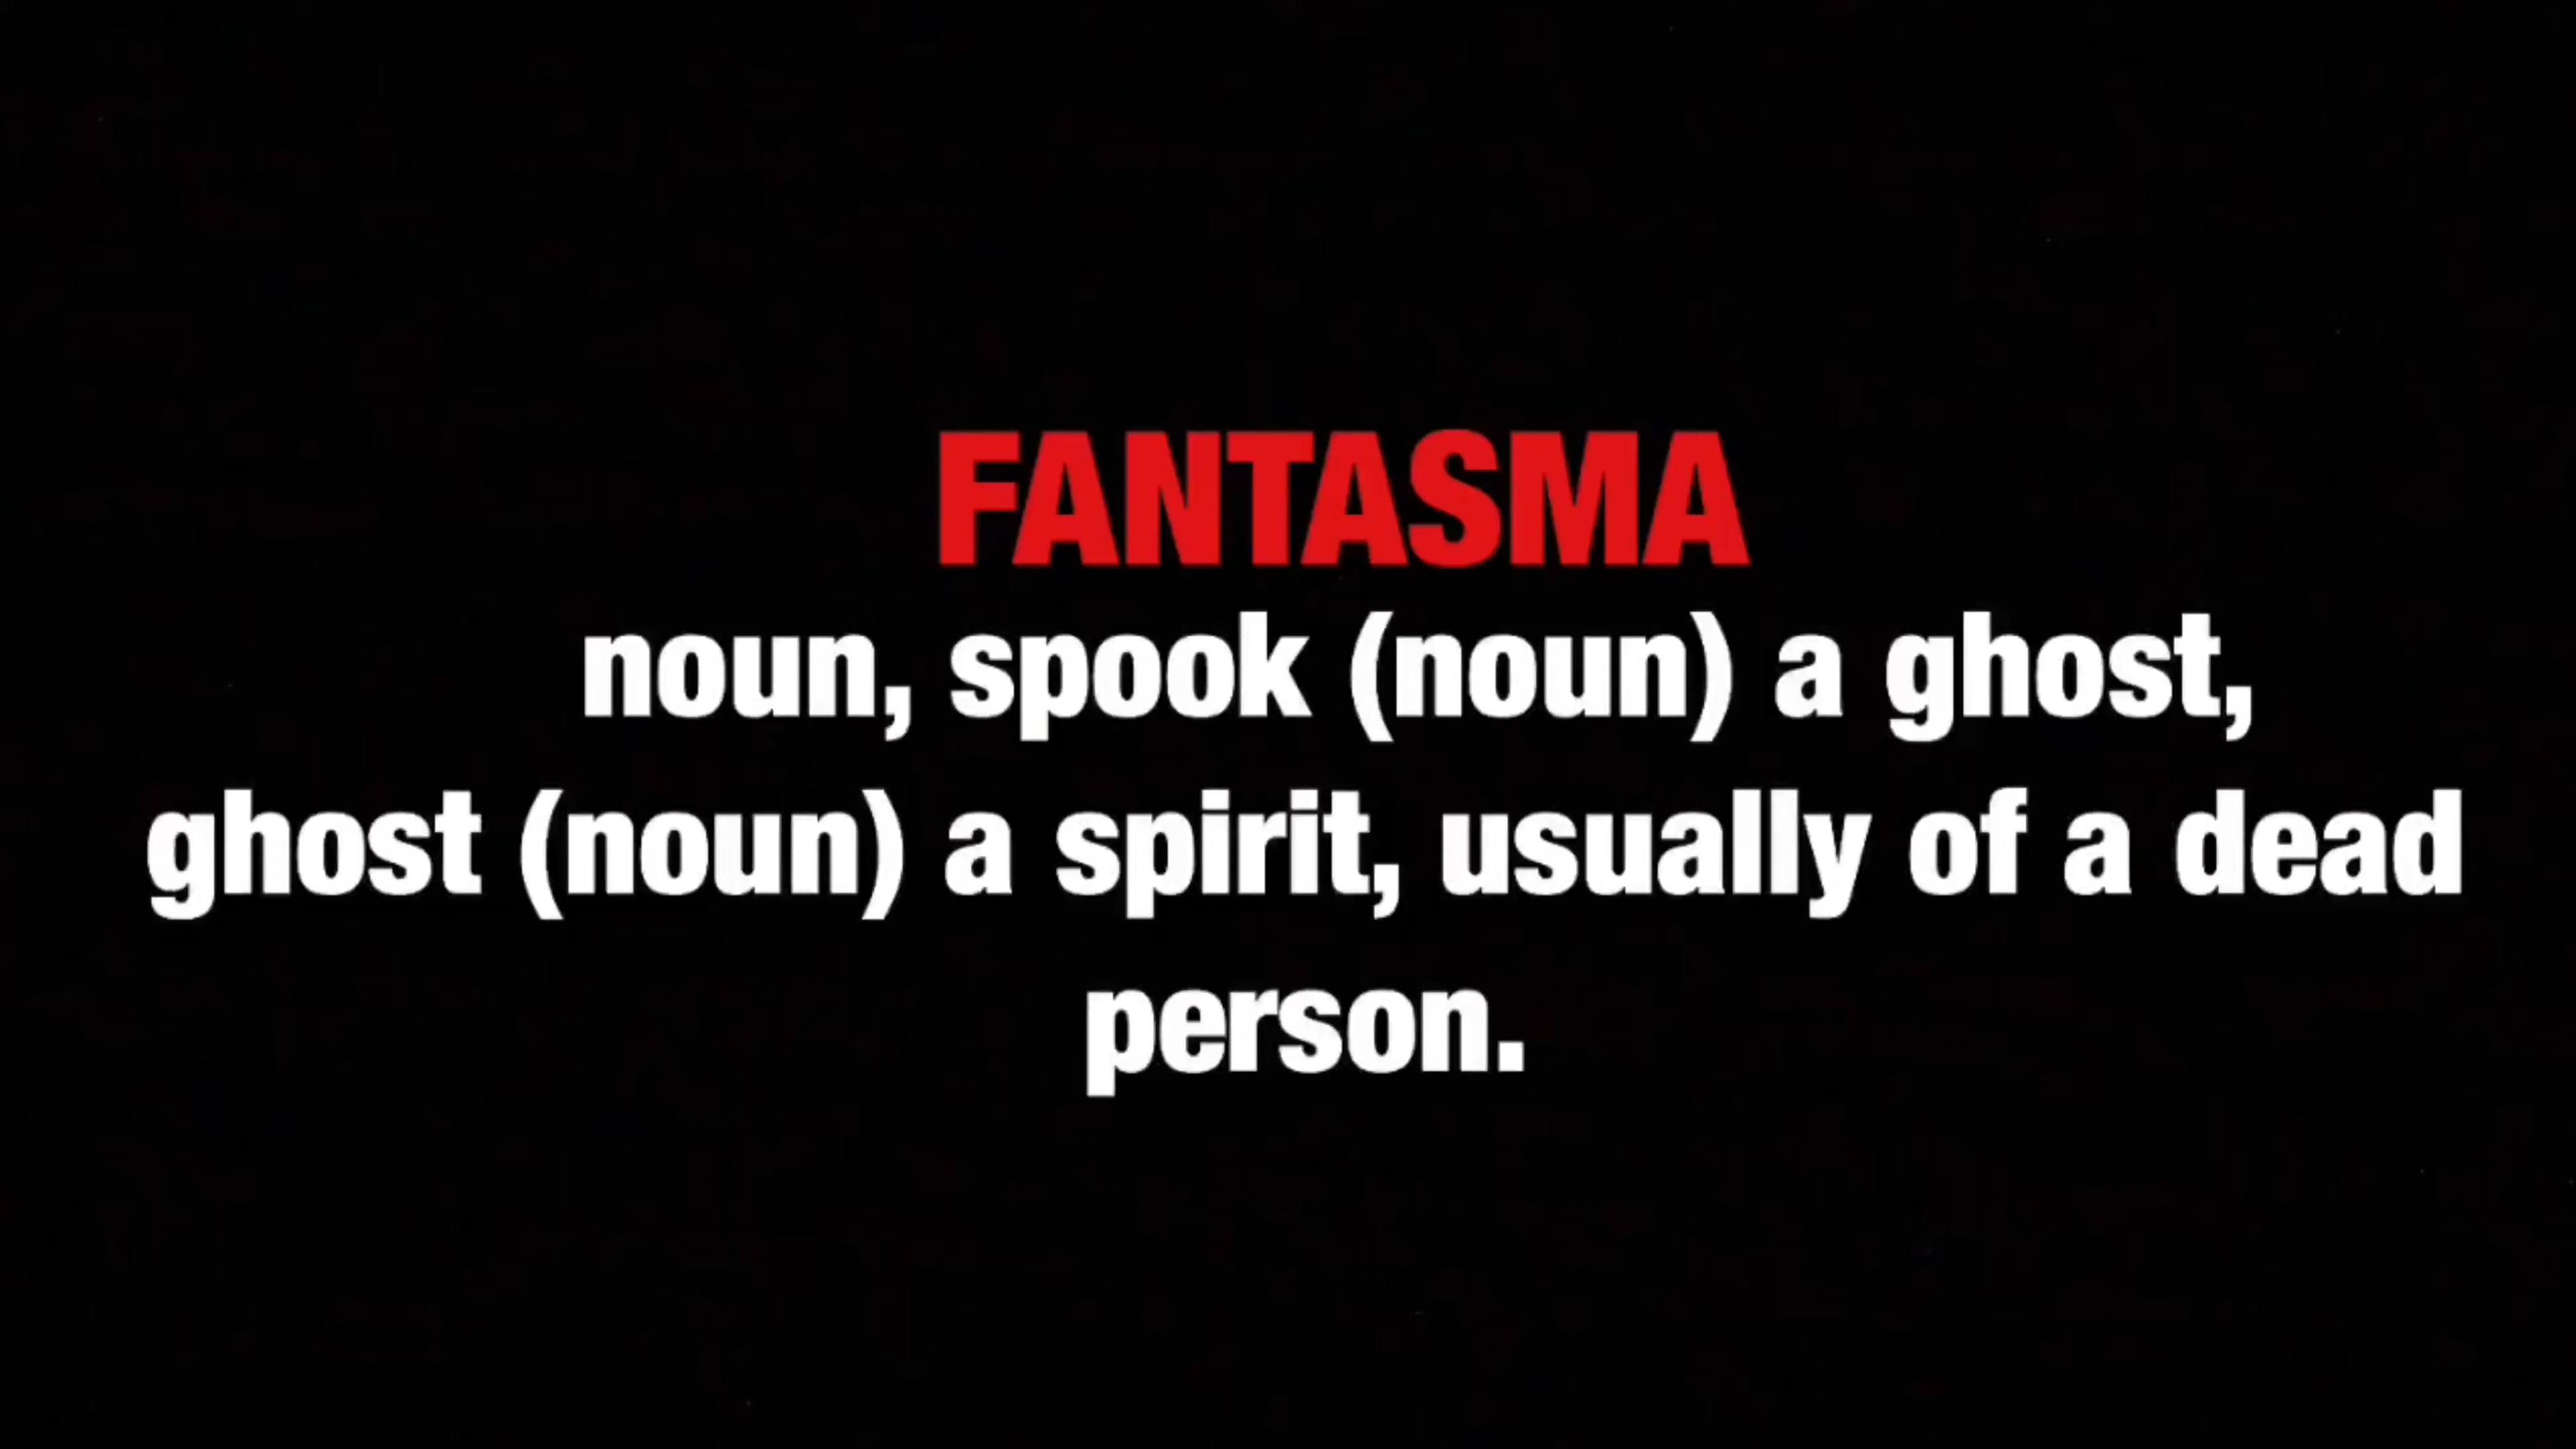 FANTASMA
noun, spook (noun) a ghost,
ghost (noun) a spirit, usually of a dead
person.